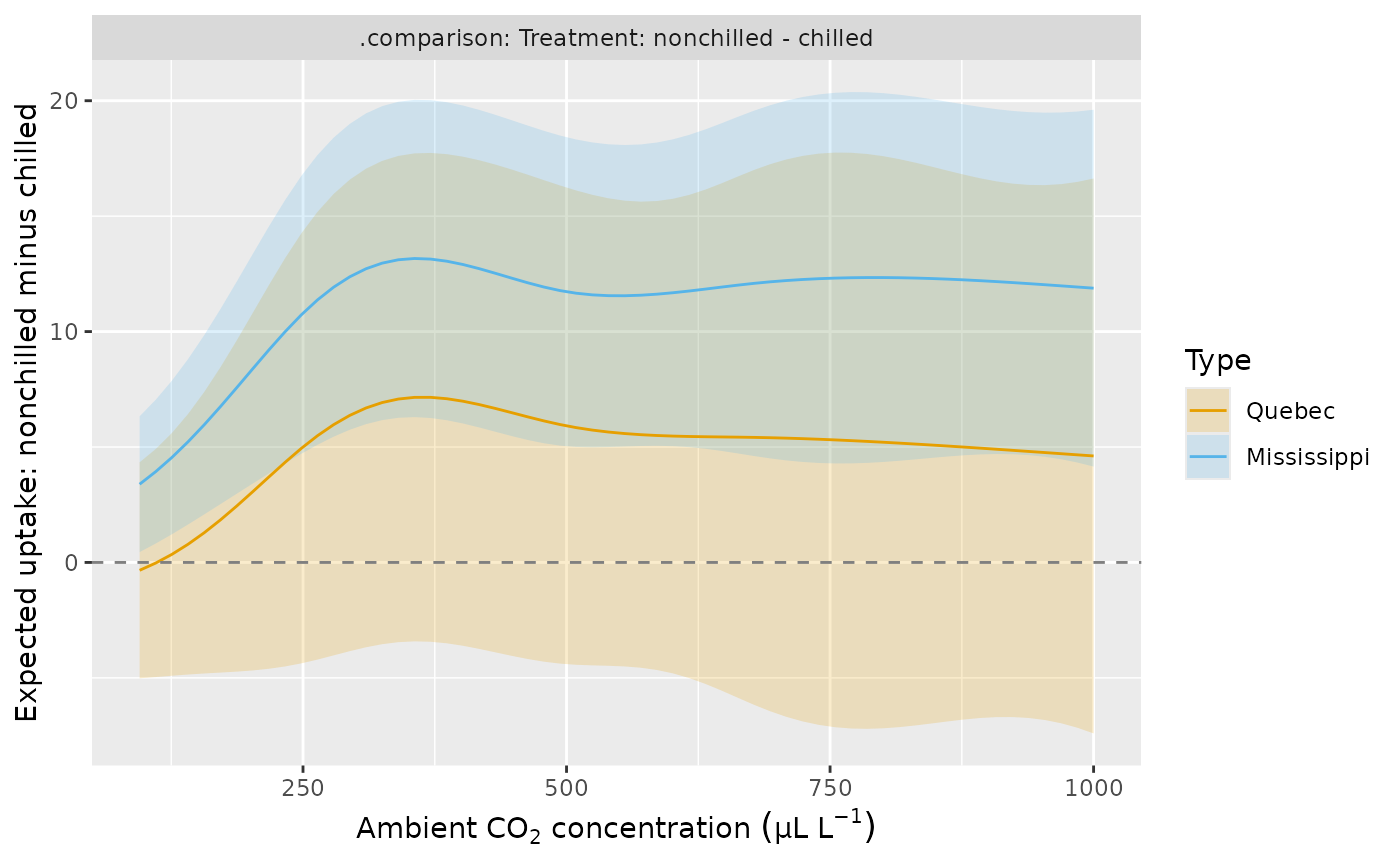 .comparison: Treatment: nonchilled - chilled
Expected uptake: nonchilled minus chilled
20
10
0
250
500
750
1000
Ambient CO₂ concentration (μL L⁻¹)
Type
Quebec
Mississippi